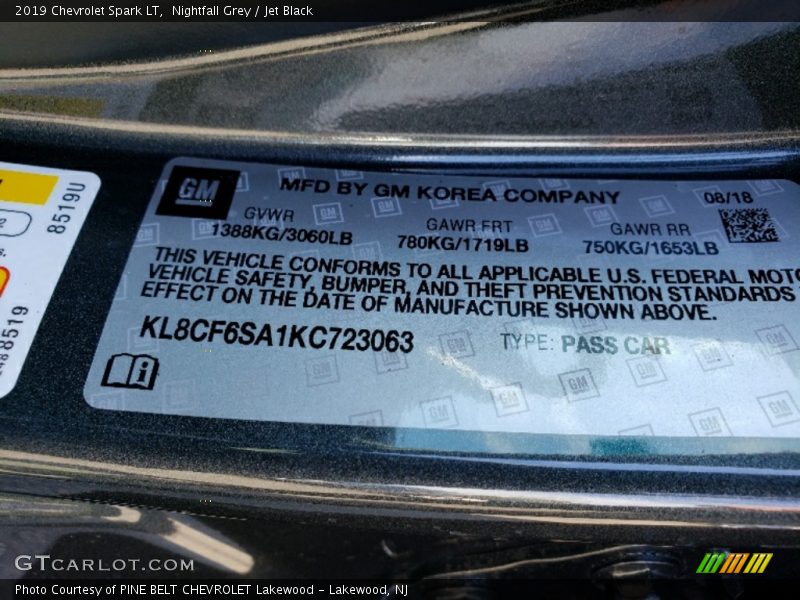 2019 Chevrolet Spark LT,  Nightfall Grey / Jet Black
8519U
8519
GM
MFD BY GM KOREA COMPANY
08/18
GVWR
GAWR FRT
GAWR RR
1388KG/3060LB
780KG/1719LB
750KG/1653LB
THIS VEHICLE CONFORMS TO ALL APPLICABLE U.S. FEDERAL MOTO
VEHICLE SAFETY, BUMPER, AND THEFT PREVENTION STANDARDS
EFFECT ON THE DATE OF MANUFACTURE SHOWN ABOVE.
KL8CF6SA1KC723063
TYPE: PASS CAR
GTCARLOT.COM
Photo Courtesy of PINE BELT CHEVROLET Lakewood - Lakewood, NJ